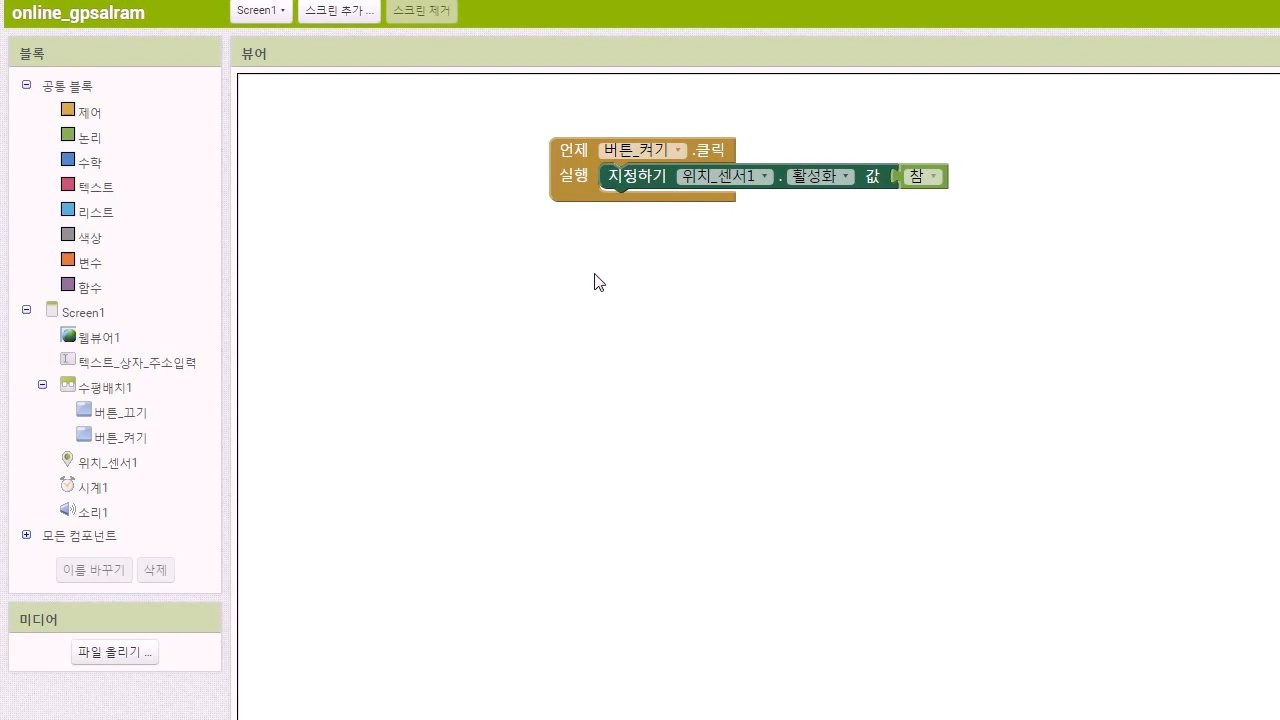 online_gpsalram
Screen1
스크린 추가 ...
스크린 제거
블록
뷰어
공통 블록
제어
논리
수학
텍스트
리스트
색상
변수
함수
Screen1
웹뷰어1
텍스트_상자_주소입력
수평배치1
버튼_끄기
버튼_켜기
위치_센서1
시계1
소리1
모든 컴포넌트
이름 바꾸기
삭제
미디어
파일 올리기 ...
언제 버튼_켜기 .클릭
실행 지정하기 위치_센서1 . 활성화 값 참